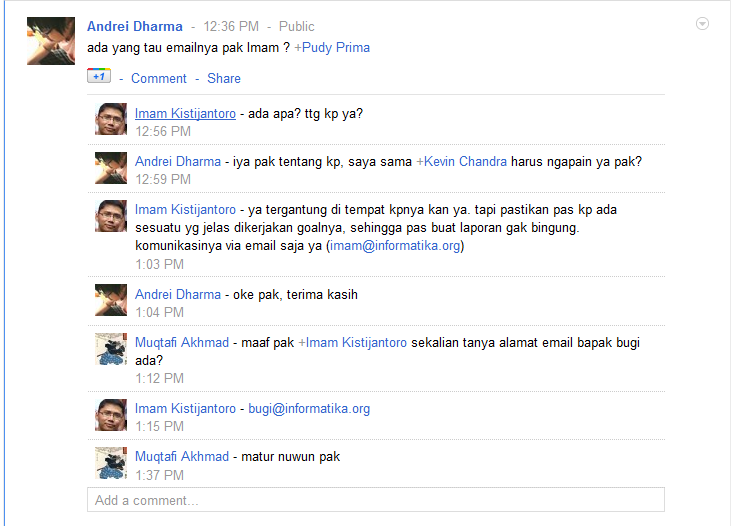 Andrei Dharma - 12:36 PM - Public
ada yang tau emailnya pak Imam ? +Pudy Prima
+1 - Comment - Share
Imam Kistijantoro - ada apa? ttg kp ya?
12:56 PM
Andrei Dharma - iya pak tentang kp, saya sama +Kevin Chandra harus ngapain ya pak?
12:59 PM
Imam Kistijantoro - ya tergantung di tempat kpnya kan ya. tapi pastikan pas kp ada
sesuatu yg jelas dikerjakan goalnya, sehingga pas buat laporan gak bingung.
komunikasinya via email saja ya (imam@informatika.org)
1:03 PM
Andrei Dharma - oke pak, terima kasih
1:04 PM
Muqtafi Akhmad - maaf pak +Imam Kistijantoro sekalian tanya alamat email bapak bugi
ada?
1:12 PM
Imam Kistijantoro - bugi@informatika.org
1:15 PM
Muqtafi Akhmad - matur nuwun pak
1:37 PM
Add a comment...